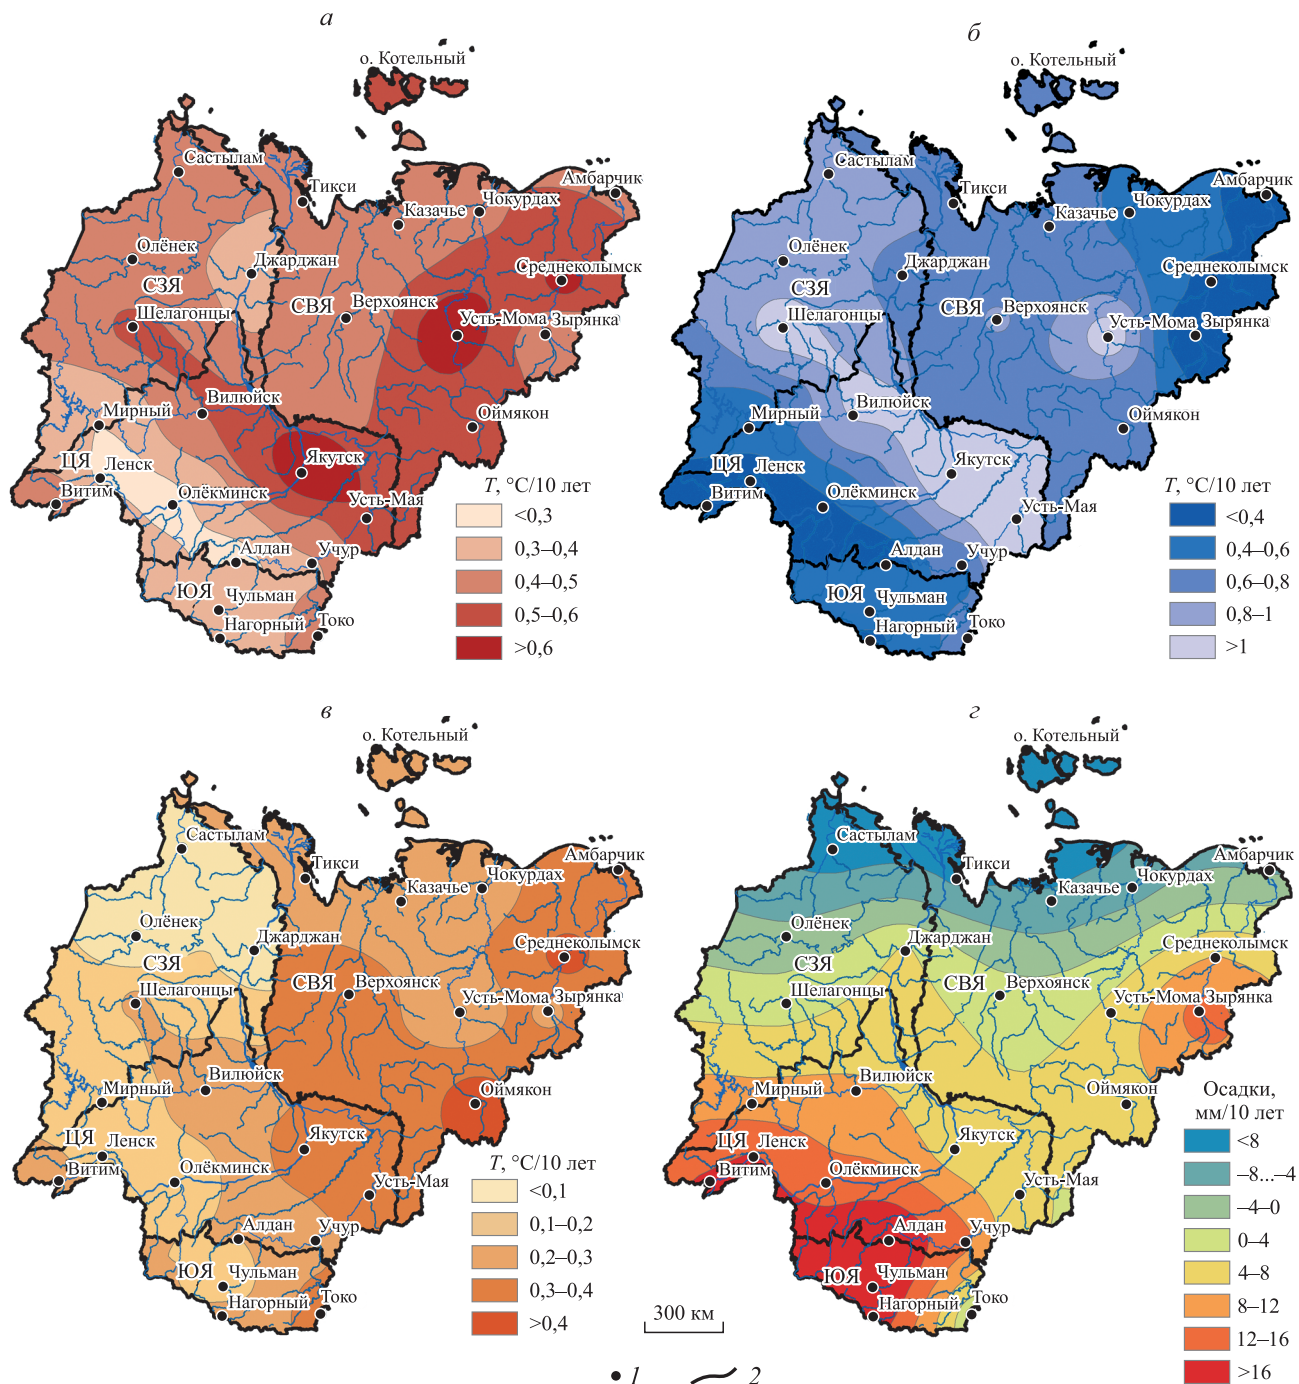 а
о. Котельный
Састылам
Тикси
Амбарчик
Чокурдах
Казачье
Олёнек
Джарджан
Среднеколымск
СЗЯ
СВЯ
Верхоянск
Шелагонцы
Усть-Мома
Зырянка
Вилюйск
Мирный
Оймякон
ЦЯ
Ленск
Якутск
Витим
Олёкминск
Усть-Мая
Алдан
Учур
ЮЯ
Чульман
Нагорный
Токо
T, °C/10 лет
<0,3
0,3–0,4
0,4–0,5
0,5–0,6
>0,6
б
о. Котельный
Састылам
Тикси
Амбарчик
Чокурдах
Казачье
Олёнек
Джарджан
Среднеколымск
СЗЯ
СВЯ
Верхоянск
Шелагонцы
Усть-Мома
Зырянка
Вилюйск
Мирный
Оймякон
ЦЯ
Ленск
Якутск
Витим
Олёкминск
Усть-Мая
Алдан
Учур
ЮЯ
Чульман
Нагорный
Токо
T, °C/10 лет
<0,4
0,4–0,6
0,6–0,8
0,8–1
>1
в
о. Котельный
Састылам
Тикси
Амбарчик
Чокурдах
Казачье
Олёнек
Джарджан
Среднеколымск
СЗЯ
СВЯ
Верхоянск
Шелагонцы
Усть-Мома
Зырянка
Вилюйск
Мирный
Оймякон
ЦЯ
Ленск
Якутск
Витим
Олёкминск
Усть-Мая
Алдан
Учур
ЮЯ
Чульман
Нагорный
Токо
T, °C/10 лет
<0,1
0,1–0,2
0,2–0,3
0,3–0,4
>0,4
г
о. Котельный
Састылам
Тикси
Амбарчик
Чокурдах
Казачье
Олёнек
Джарджан
Среднеколымск
СЗЯ
СВЯ
Верхоянск
Шелагонцы
Усть-Мома
Зырянка
Вилюйск
Мирный
Оймякон
ЦЯ
Ленск
Якутск
Витим
Олёкминск
Усть-Мая
Алдан
Учур
ЮЯ
Чульман
Нагорный
Токо
Осадки,
мм/10 лет
<8
–8...–4
–4–0
0–4
4–8
8–12
12–16
>16
300 км
1
2